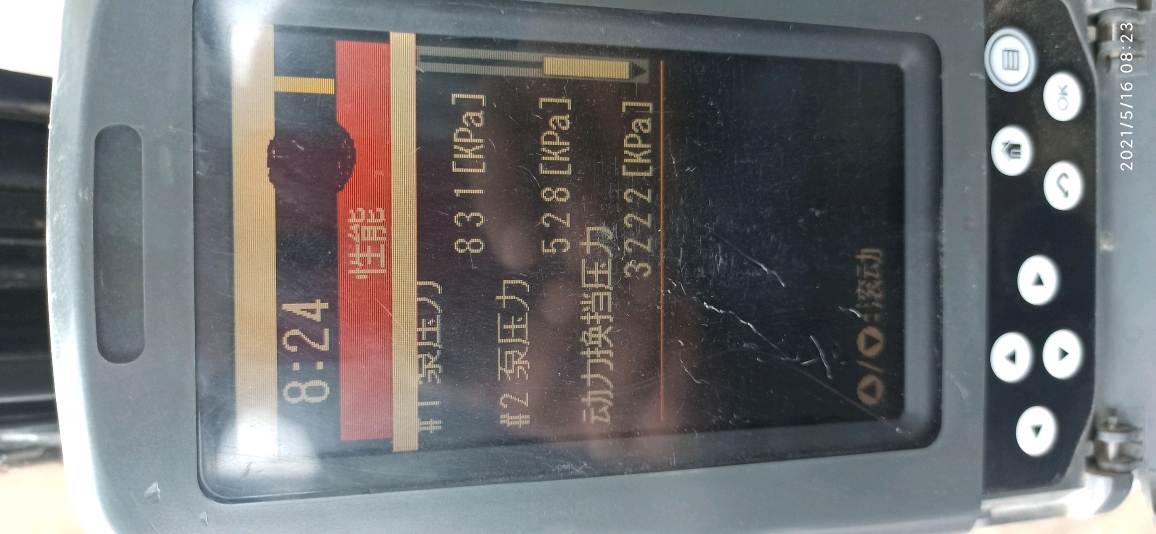 8:24
性能
#1 泵压力
831[KPa]
#2 泵压力
528[KPa]
动力换挡压力
3222[KPa]
▲/▼::滚动
OK
2021/5/16 08:23